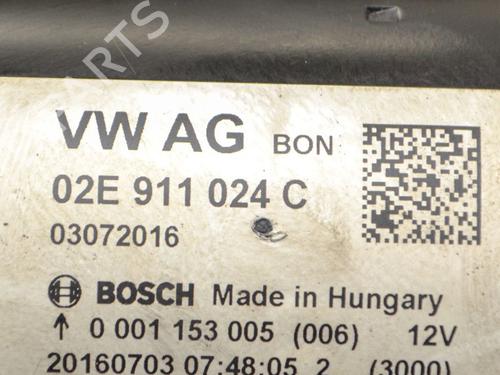 PARTS
VW AG BON
02E 911 024 C
03072016
BOSCH Made in Hungary
↑ 0 001 153 005 (006) 12V
20160703 07:48:05 2 (3000)